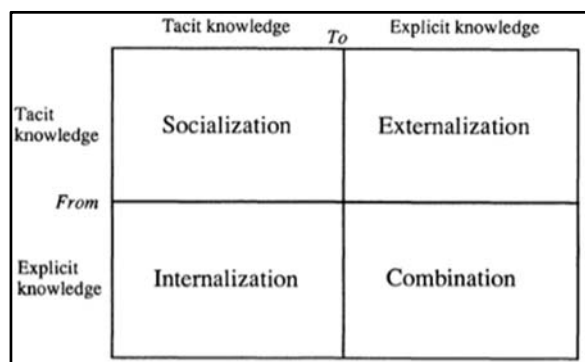 Tacit knowledge To Explicit knowledge
Tacit
knowledge
Socialization Externalization
From
Explicit
knowledge
Internalization Combination